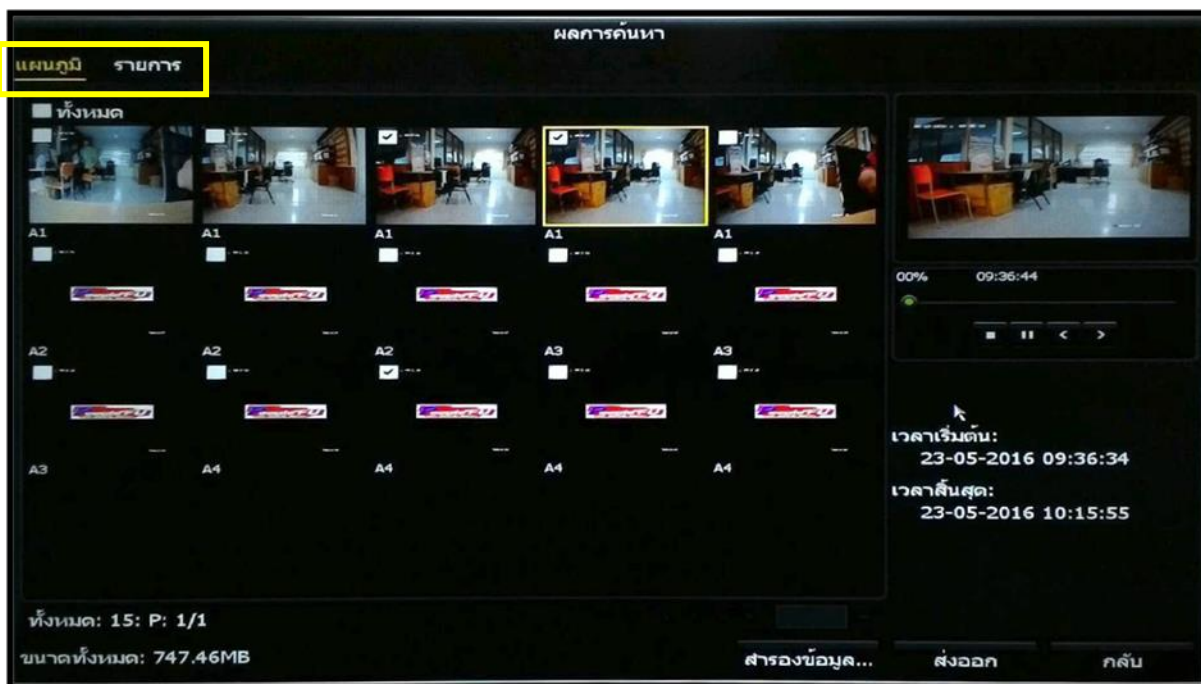 ผลการค้นหา
แผนภูมิ รายการ
ทั้งหมด
A1 A1 A1 A1 A1
00% 09:36:44
A2 A2 A2 A3 A3
เวลาเริ่มต้น:
23-05-2016 09:36:34
A3 A4 A4 A4 A4
เวลาสิ้นสุด:
23-05-2016 10:15:55
ทั้งหมด: 15: P: 1/1
ขนาดทั้งหมด: 747.46MB
สำรองข้อมูล... ส่งออก กลับ